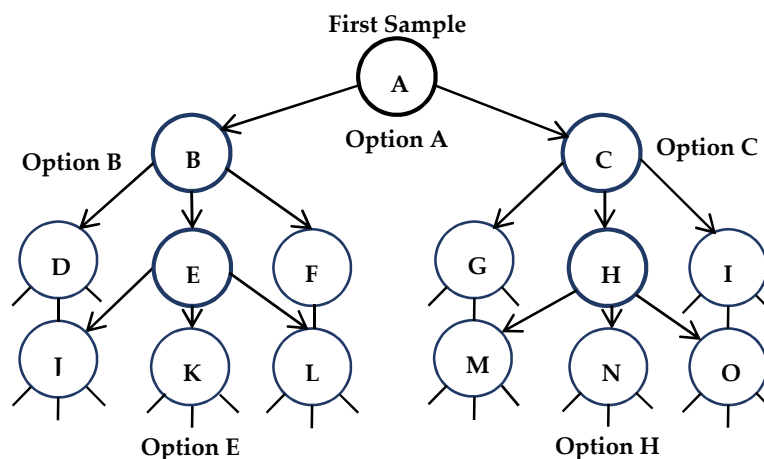 First Sample
A
Option A
Option B
B
C
Option C
D
E
F
G
H
I
J
K
L
M
N
O
Option E
Option H